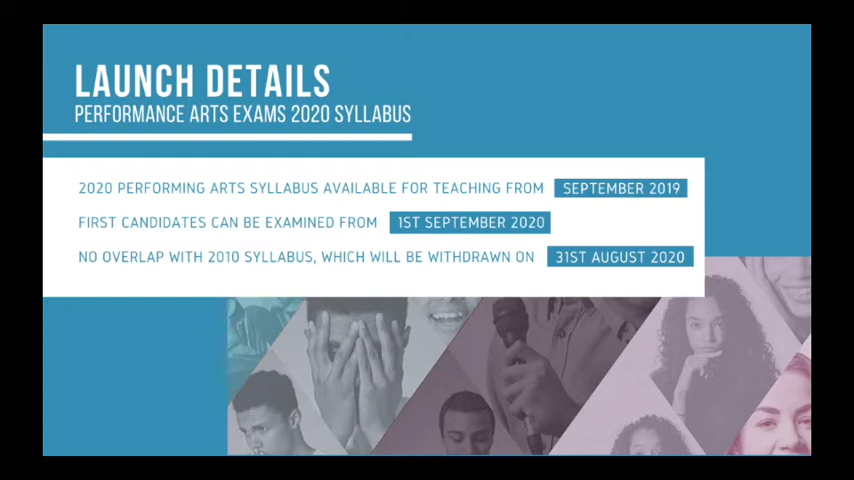 LAUNCH DETAILS
PERFORMANCE ARTS EXAMS 2020 SYLLABUS
2020 PERFORMING ARTS SYLLABUS AVAILABLE FOR TEACHING FROM SEPTEMBER 2019
FIRST CANDIDATES CAN BE EXAMINED FROM 1ST SEPTEMBER 2020
NO OVERLAP WITH 2010 SYLLABUS, WHICH WILL BE WITHDRAWN ON 31ST AUGUST 2020